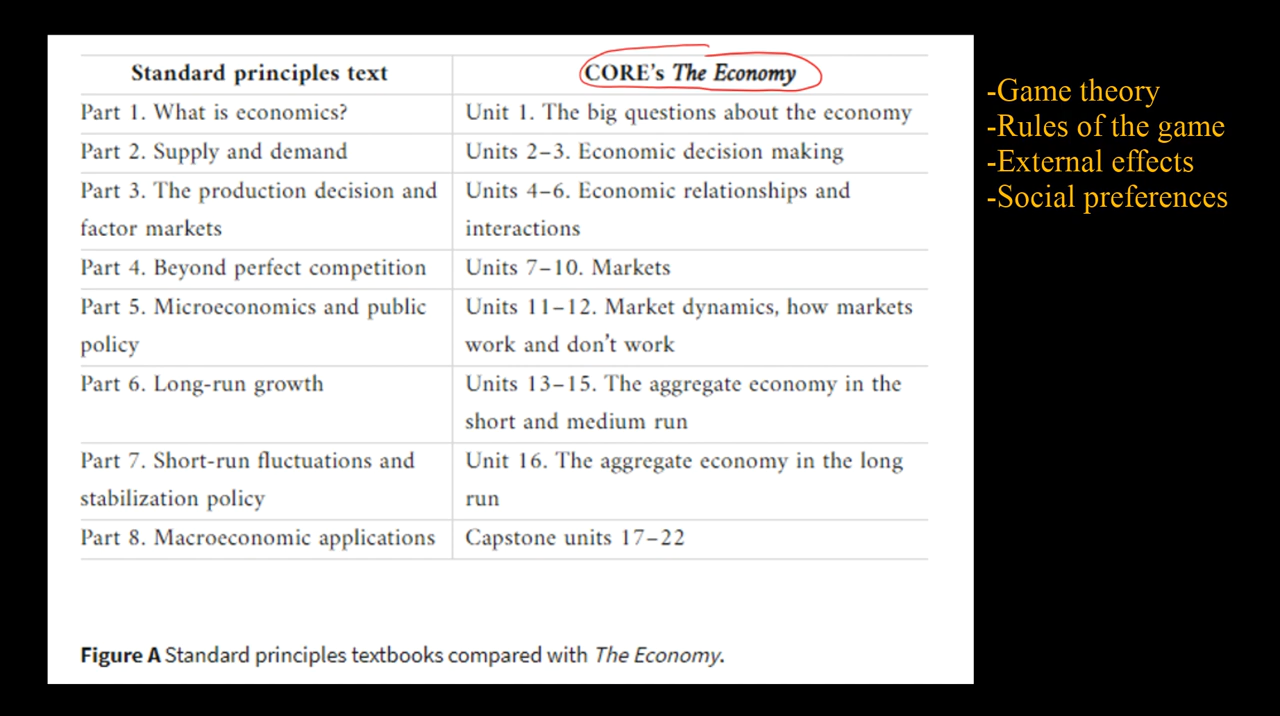 Standard principles text
CORE's The Economy
Part 1. What is economics?
Unit 1. The big questions about the economy
Part 2. Supply and demand
Units 2–3. Economic decision making
Part 3. The production decision and
factor markets
Units 4–6. Economic relationships and
interactions
Part 4. Beyond perfect competition
Units 7–10. Markets
Part 5. Microeconomics and public
policy
Units 11–12. Market dynamics, how markets
work and don't work
Part 6. Long-run growth
Units 13–15. The aggregate economy in the
short and medium run
Part 7. Short-run fluctuations and
stabilization policy
Unit 16. The aggregate economy in the long
run
Part 8. Macroeconomic applications
Capstone units 17–22
Figure A Standard principles textbooks compared with The Economy.
-Game theory
-Rules of the game
-External effects
-Social preferences